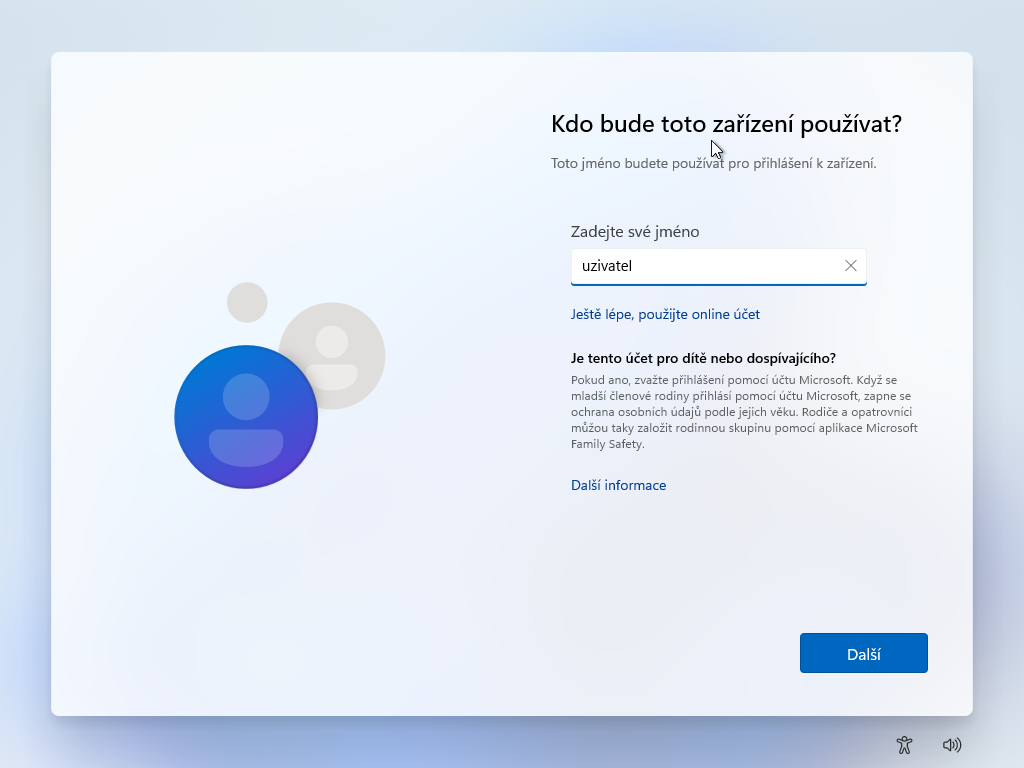 Kdo bude toto zařízení používat?
Toto jméno budete používat pro přihlášení k zařízení.
Zadejte své jméno
uzivatel
Ještě lépe, použijte online účet
Je tento účet pro dítě nebo dospívajícího?
Pokud ano, zvažte přihlášení pomocí účtu Microsoft. Když se
mladší členové rodiny přihlásí pomocí účtu Microsoft, zapne se
ochrana osobních údajů podle jejich věku. Rodiče a opatrovníci
můžou taky založit rodinnou skupinu pomocí aplikace Microsoft
Family Safety.
Další informace
Další